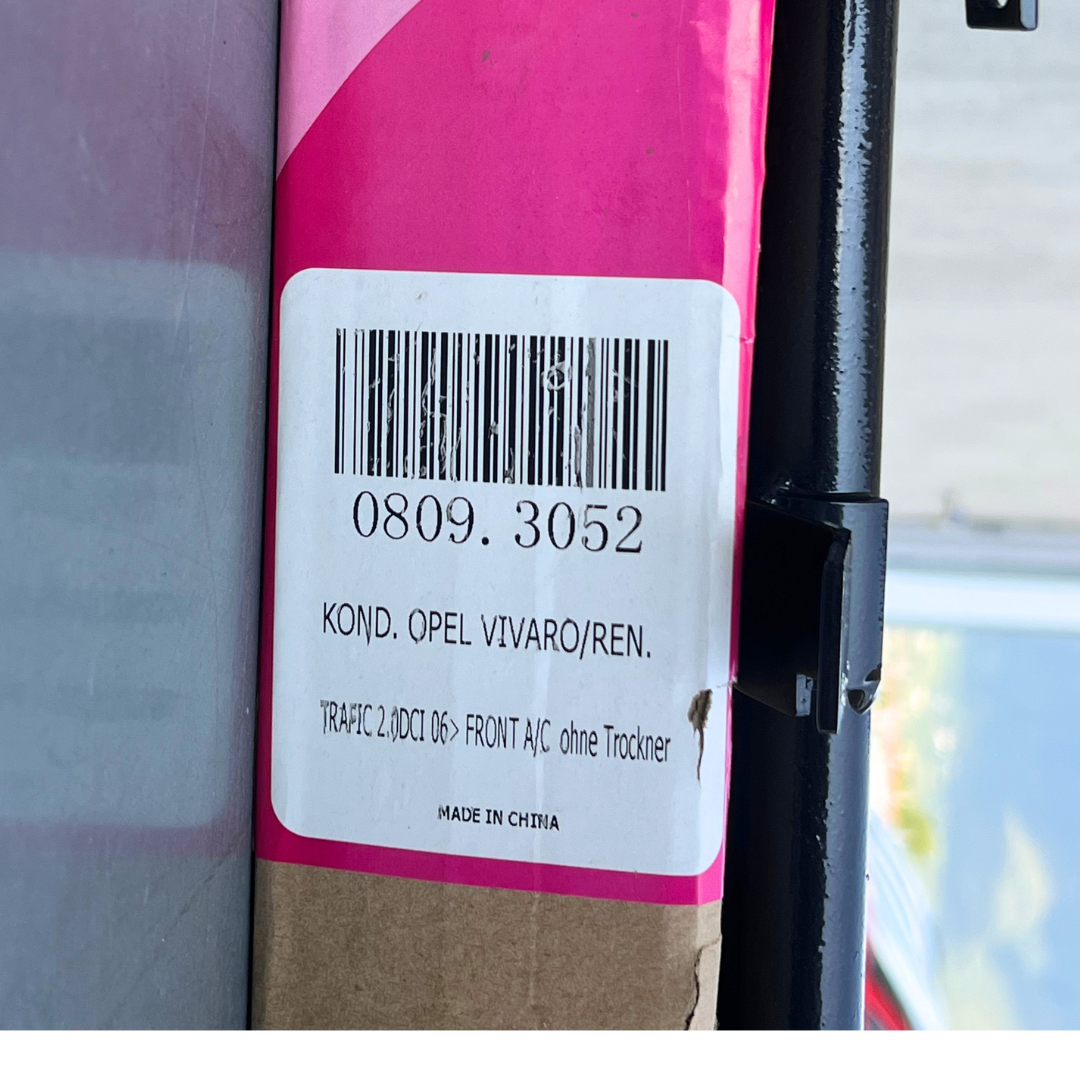 0809. 3052
KOND. OPEL VIVARO/REN.
TRAFIC 2.0DCI 06> FRONT A/C ohne Trockner
MADE IN CHINA